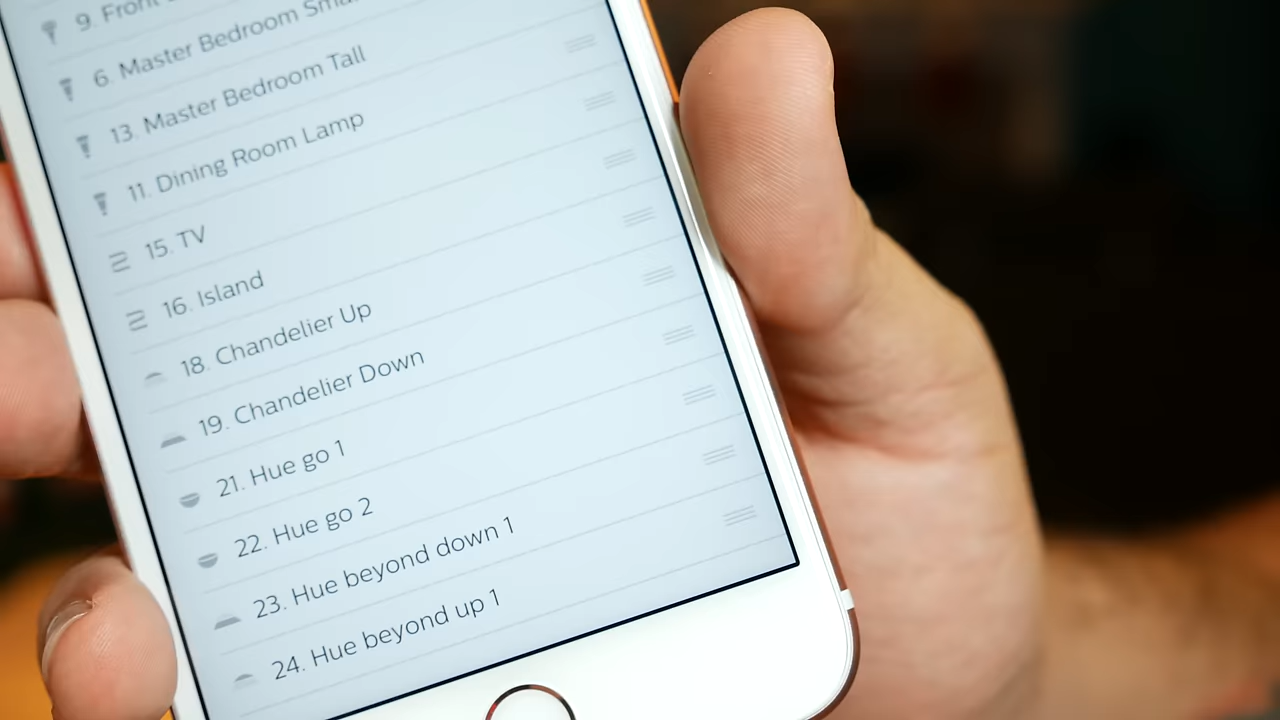 9 Front
6. Master Bedroom
13. Master Bedroom Tall
11. Dining Room Lamp
15. TV
16. Island
18. Chandelier Up
19. Chandelier Down
21. Hue go 1
22. Hue go 2
23. Hue beyond down 1
24. Hue beyond up 1